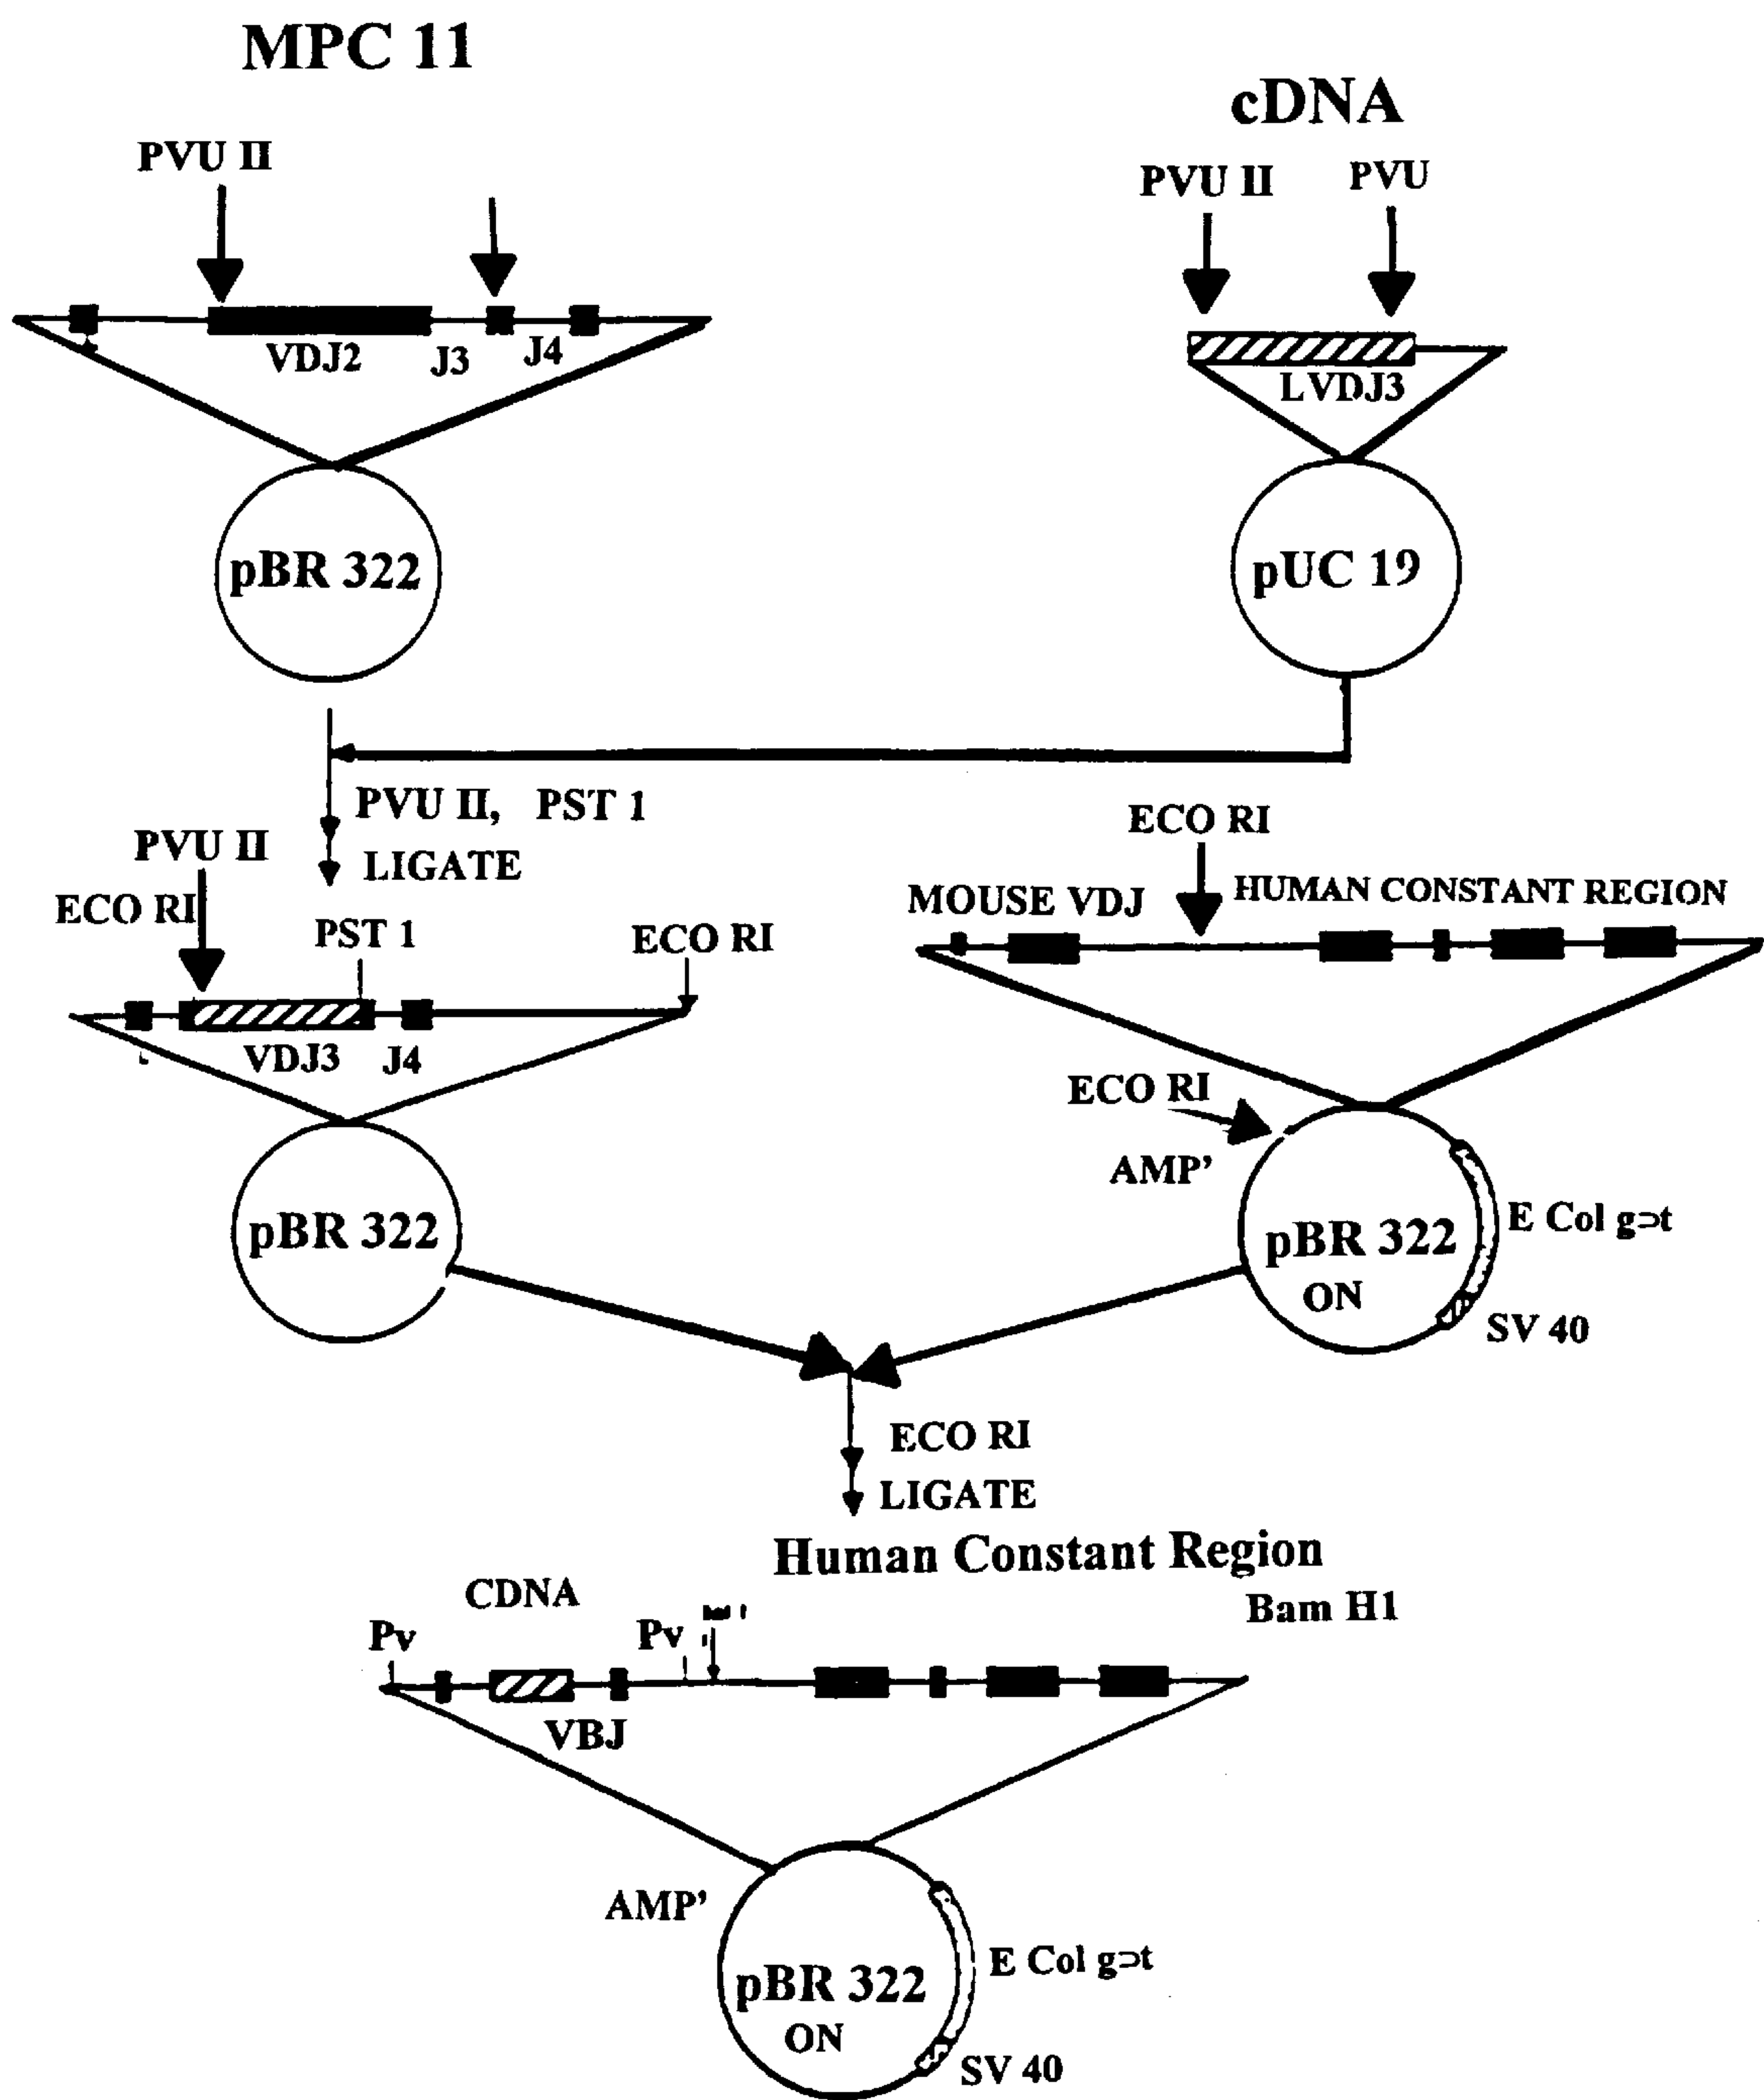 MPC 11
cDNA
PVU II
PVU II PVU
VDJ2 J3 J4
LVDJ3
pBR 322
pUC 19
PVU II, PST 1
LIGATE
PVU II
ECO RI
PST 1
ECO RI
VDJ3 J4
pBR 322
ECO RI
MOUSE VDJ
HUMAN CONSTANT REGION
ECO RI
AMP'
pBR 322
ON
E Col
SV 40
ECO RI
LIGATE
Human Constant Region
CDNA
Bam H1
Pv
Pv
VBJ
AMP'
pBR 322
ON
E Col
SV 40